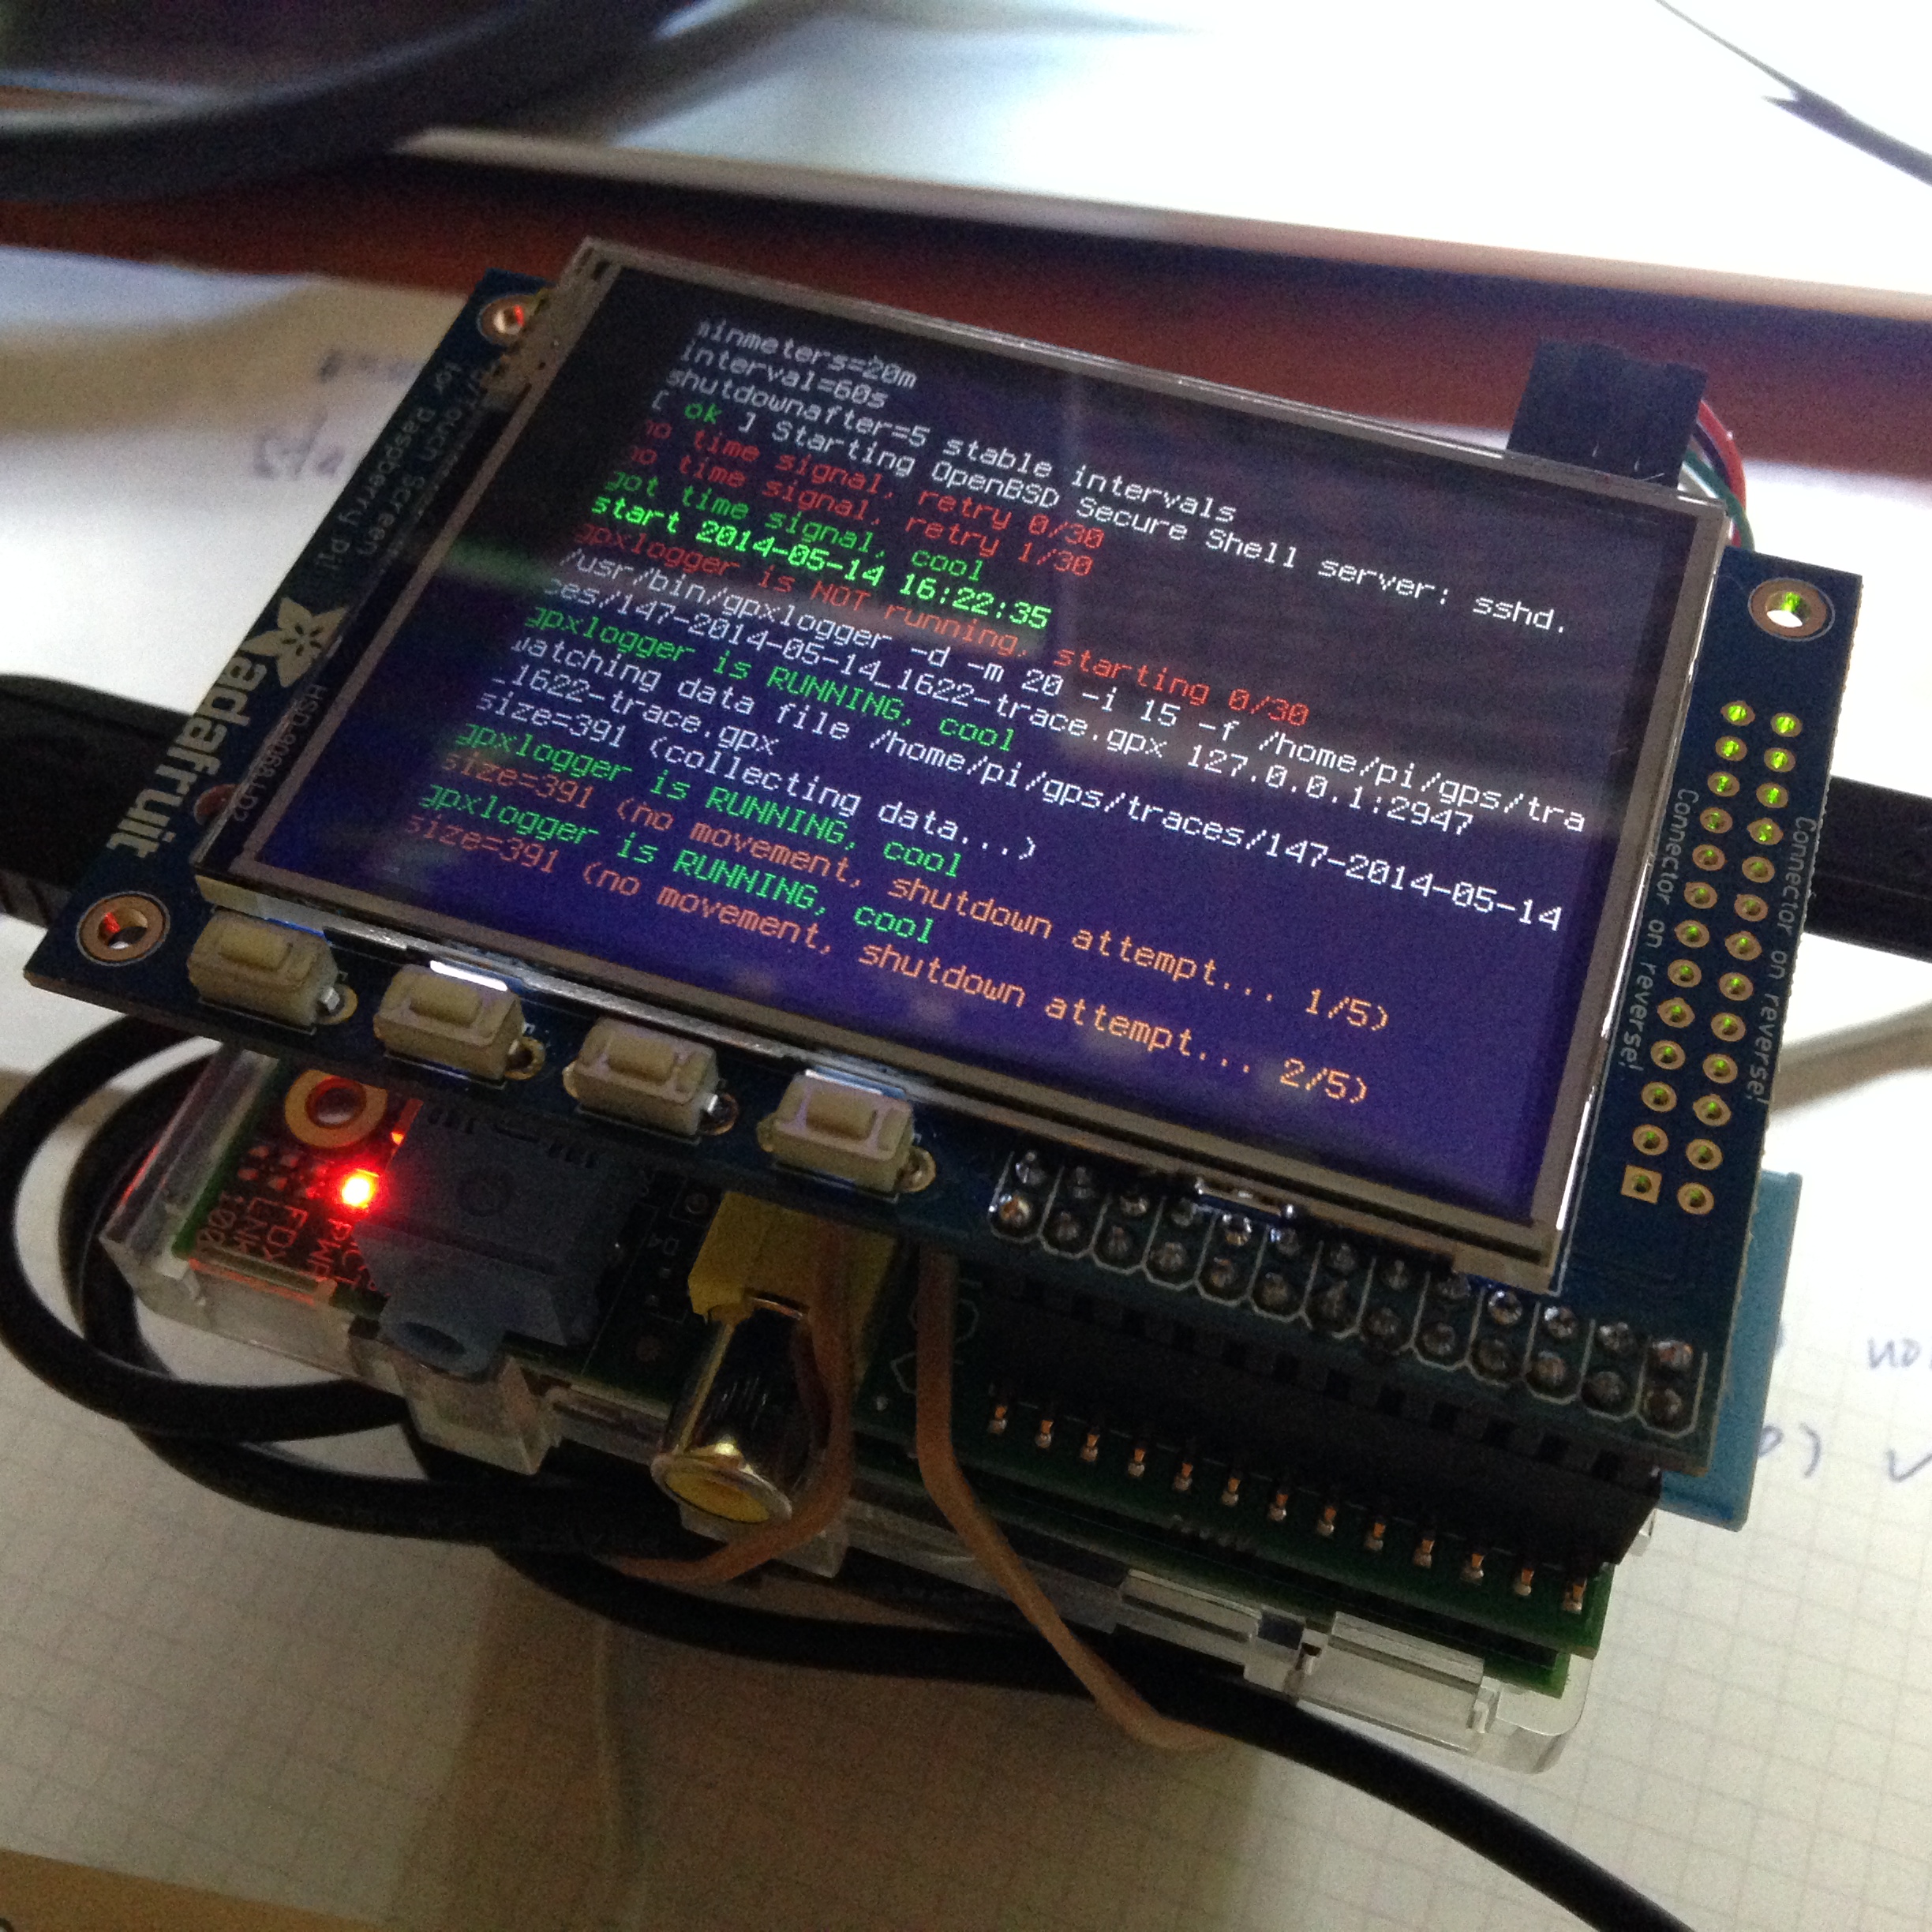 minmeters=20m
interval=60s
shutdownafter=5 stable intervals
[ ok ] Starting OpenBSD Secure Shell server: sshd.
no time signal, retry 0/30
no time signal, retry 1/30
got time signal, cool
start 2014-05-14 16:22:35
gpxlogger is NOT running, starting 0/30
/usr/bin/gpxlogger -d -m 20 -i 15 -f /home/pi/gps/tra
ces/147-2014-05-14_1622-trace.gpx 127.0.0.1:2947
gpxlogger is RUNNING, cool
watching data file /home/pi/gps/traces/147-2014-05-14
_1622-trace.gpx
size=391 (collecting data...)
gpxlogger is RUNNING, cool
size=391 (no movement, shutdown attempt... 1/5)
gpxlogger is RUNNING, cool
size=391 (no movement, shutdown attempt... 2/5)
Touch Screen
for Raspberry Pi!
adafruit
Connector on reverse!
Connector on reverse!
PWR
FDX
LNK